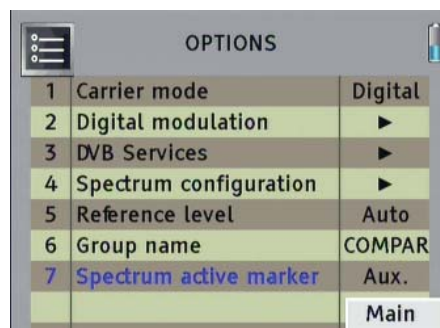 OPTIONS
1 Carrier mode Digital
2 Digital modulation ►
3 DVB Services ►
4 Spectrum configuration ►
5 Reference level Auto
6 Group name COMPAR
7 Spectrum active marker Aux.
Main